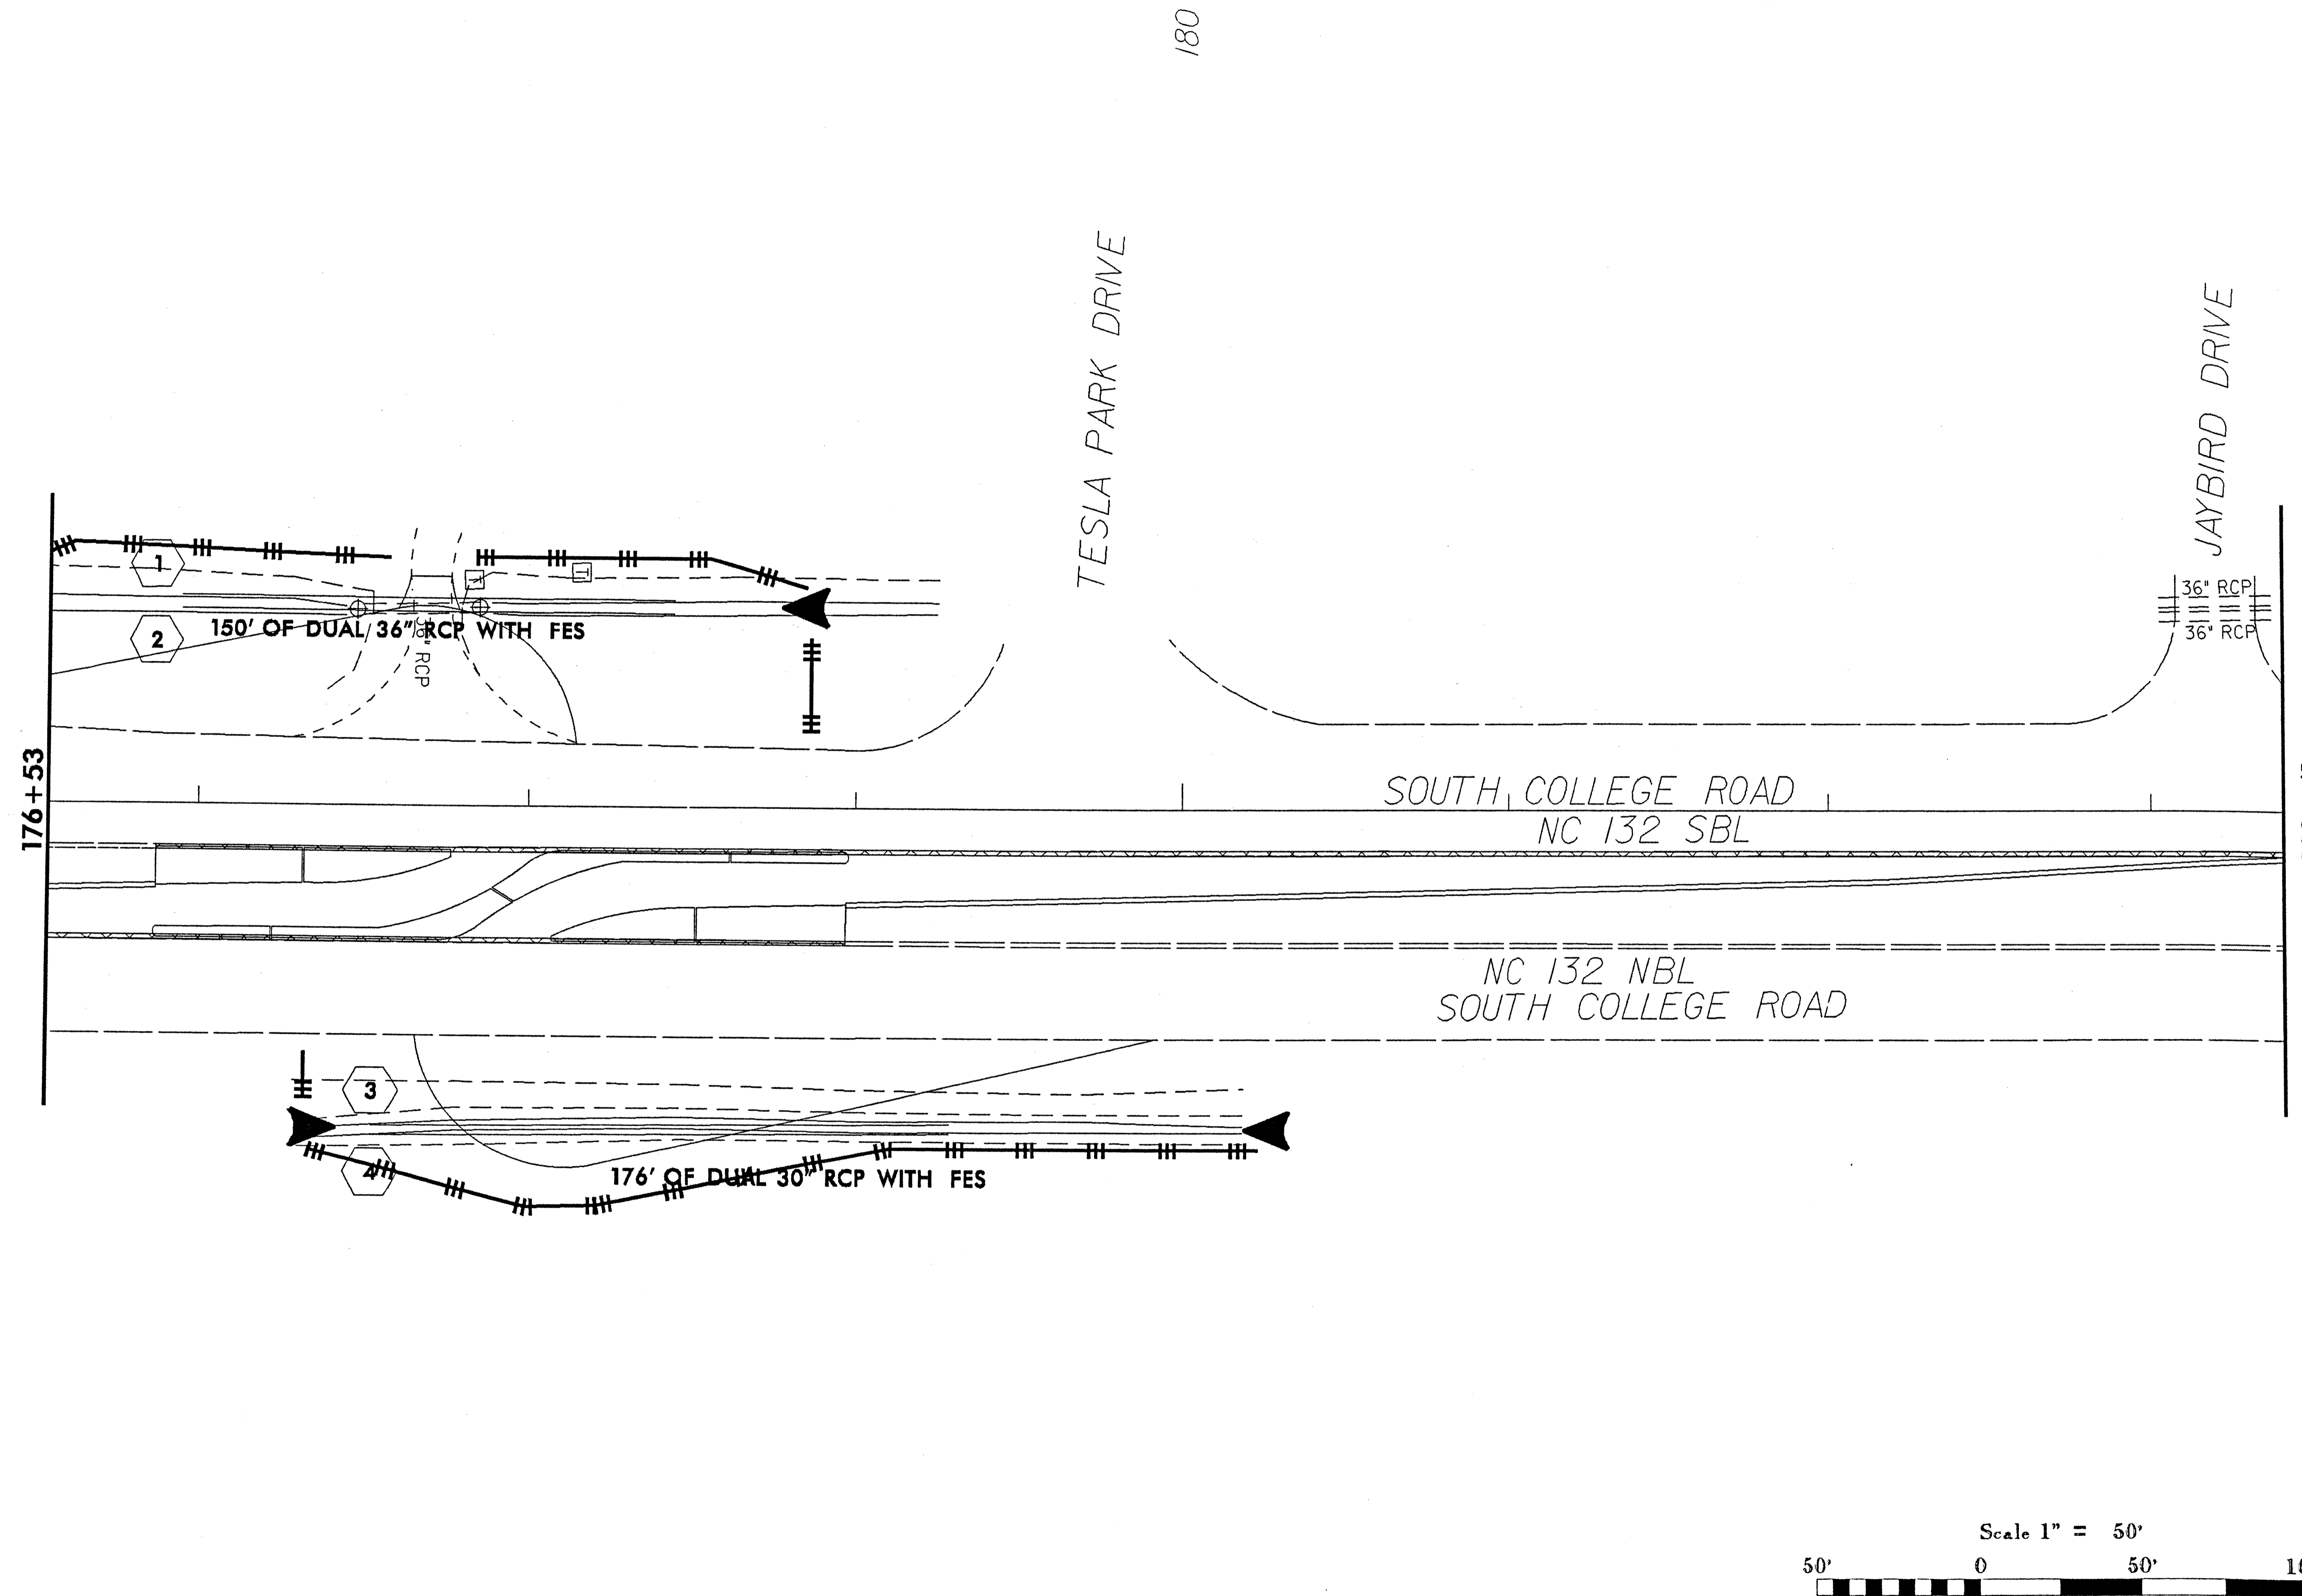 180
TESLA PARK DRIVE
JAYBIRD DRIVE
1
36" RCP
36" RCP
2
150' OF DUAL 36" RCP WITH FES
36" RCP
176+53
SOUTH COLLEGE ROAD
NC 132 SBL
NC 132 NBL
SOUTH COLLEGE ROAD
3
4
176' OF DUAL 30" RCP WITH FES
Scale 1" = 50'
50' 0 50'